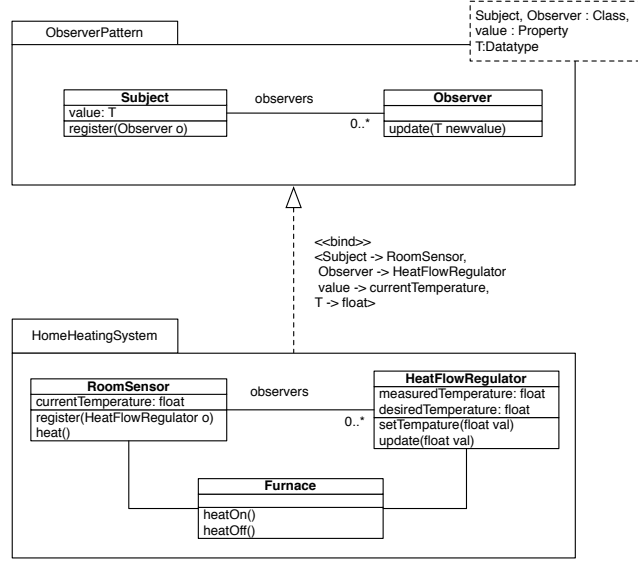 Subject, Observer : Class,
value : Property
T:Datatype
ObserverPattern
Subject
value: T
register(Observer o)
observers
0..*
Observer
update(T newvalue)
<<bind>>
<Subject -> RoomSensor,
Observer -> HeatFlowRegulator
value -> currentTemperature,
T -> float>
HomeHeatingSystem
RoomSensor
currentTemperature: float
register(HeatFlowRegulator o)
heat()
observers
0..*
HeatFlowRegulator
measuredTemperature: float
desiredTemperature: float
setTempature(float val)
update(float val)
Furnace
heatOn()
heatOff()